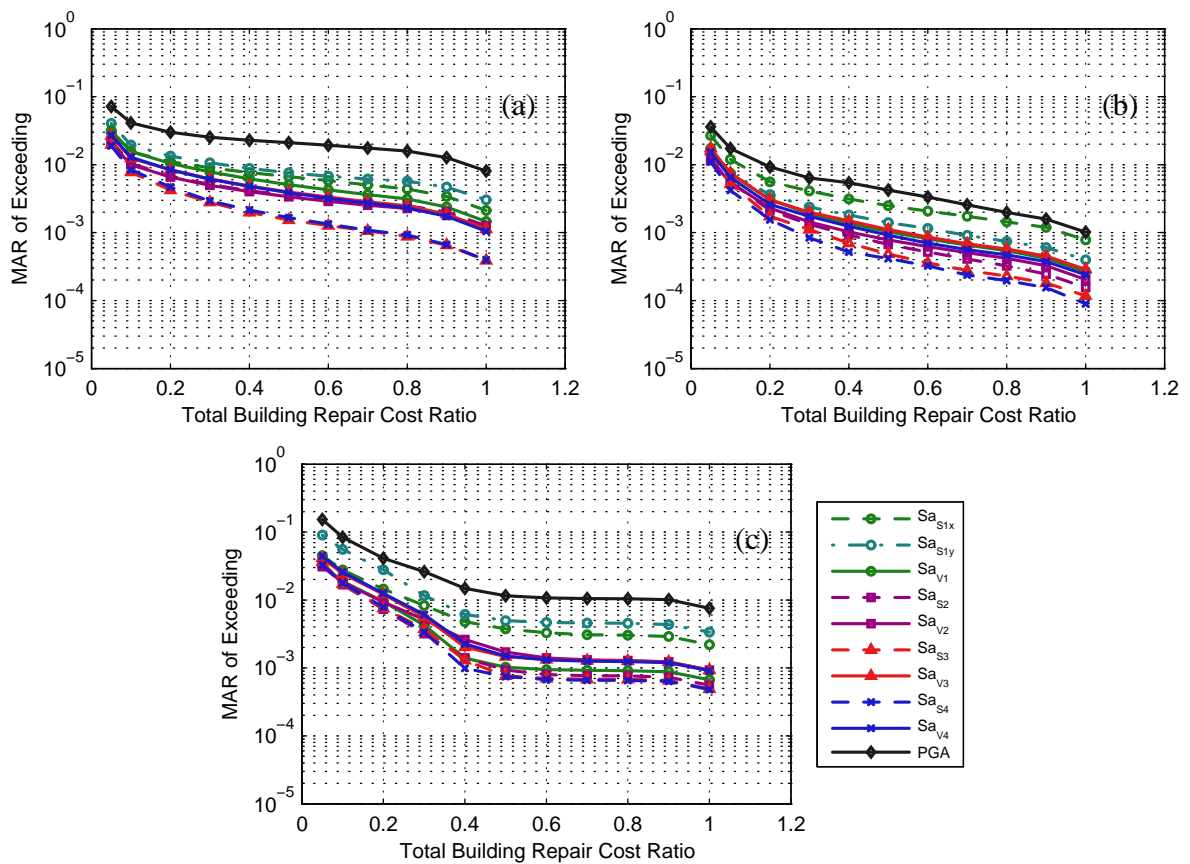 (a)
MAR of Exceeding
10^0
10^−1
10^−2
10^−3
10^−4
10^−5
0 0.2 0.4 0.6 0.8 1 1.2
Total Building Repair Cost Ratio
(b)
MAR of Exceeding
10^0
10^−1
10^−2
10^−3
10^−4
10^−5
0 0.2 0.4 0.6 0.8 1 1.2
Total Building Repair Cost Ratio
(c)
MAR of Exceeding
10^0
10^−1
10^−2
10^−3
10^−4
10^−5
0 0.2 0.4 0.6 0.8 1 1.2
Total Building Repair Cost Ratio
Sa_S1x
Sa_S1y
Sa_V1
Sa_S2
Sa_V2
Sa_S3
Sa_V3
Sa_S4
Sa_V4
PGA